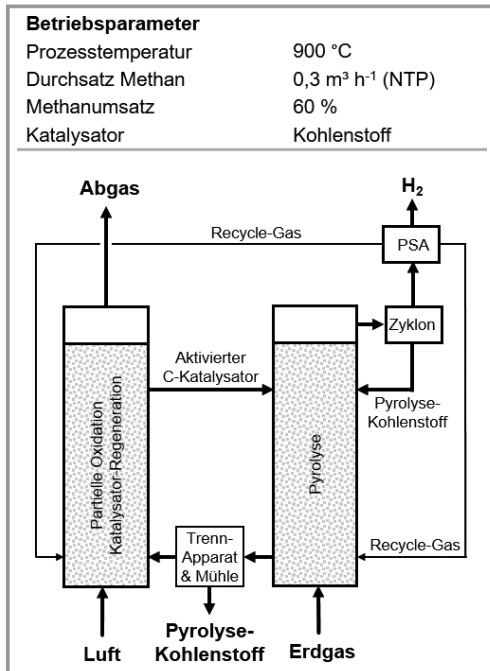 Betriebsparameter
Prozesstemperatur 900 °C
Durchsatz Methan 0,3 m³ h⁻¹ (NTP)
Methanumsatz 60 %
Katalysator Kohlenstoff
Abgas
H₂
Recycle-Gas
PSA
Zyklon
Aktivierter
C-Katalysator
Pyrolyse-
Kohlenstoff
Partielle Oxidation
Katalysator-Regeneration
Pyrolyse
Trenn-
Apparat
& Mühle
Recycle-Gas
Luft
Pyrolyse-
Kohlenstoff
Erdgas